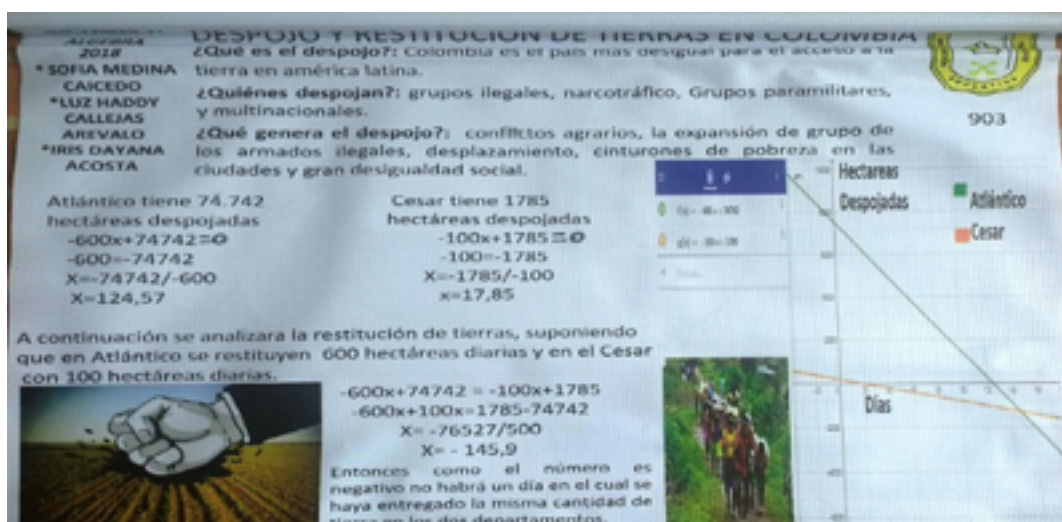 ALGEBRA
2018
* SOFIA MEDINA
CAICEDO
*LUZ HADDY
CALLEJAS
AREVALO
*IRIS DAYANA
ACOSTA
DESPOJO Y RESTITUCIÓN DE TIERRAS EN COLOMBIA
¿Qué es el despojo?: Colombia es el país mas desigual para el acceso a la
tierra en américa latina.
¿Quiénes despojan?: grupos ilegales, narcotráfico, Grupos paramilitares,
y multinacionales.
¿Qué genera el despojo?: conflictos agrarios, la expansión de grupo de
los armados ilegales, desplazamiento, cinturones de pobreza en las
ciudades y gran desigualdad social.
903
Atlántico tiene 74.742
hectáreas despojadas
-600x+74742=0
-600=-74742
X=-74742/-600
X=124,57
Cesar tiene 1785
hectáreas despojadas
-100x+1785=0
-100=-1785
X=-1785/-100
x=17,85
Hectareas
Despojadas
Atlántico
Cesar
Días
A continuación se analizara la restitución de tierras, suponiendo
que en Atlántico se restituyen 600 hectáreas diarias y en el Cesar
con 100 hectáreas diarias.
-600x+74742 = -100x+1785
-600x+100x=1785-74742
X= -76527/500
X= - 145,9
Entonces como el número es
negativo no habrá un día en el cual se
haya entregado la misma cantidad de
tierra en los dos departamentos.